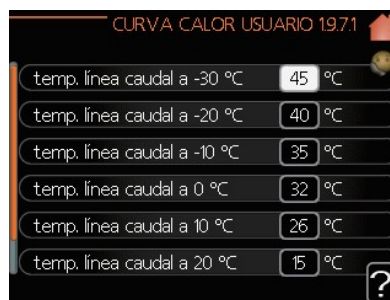 CURVA CALOR USUARIO 1.9.7.1
temp. línea caudal a -30 °C 45 °C
temp. línea caudal a -20 °C 40 °C
temp. línea caudal a -10 °C 35 °C
temp. línea caudal a 0 °C 32 °C
temp. línea caudal a 10 °C 26 °C
temp. línea caudal a 20 °C 15 °C
?